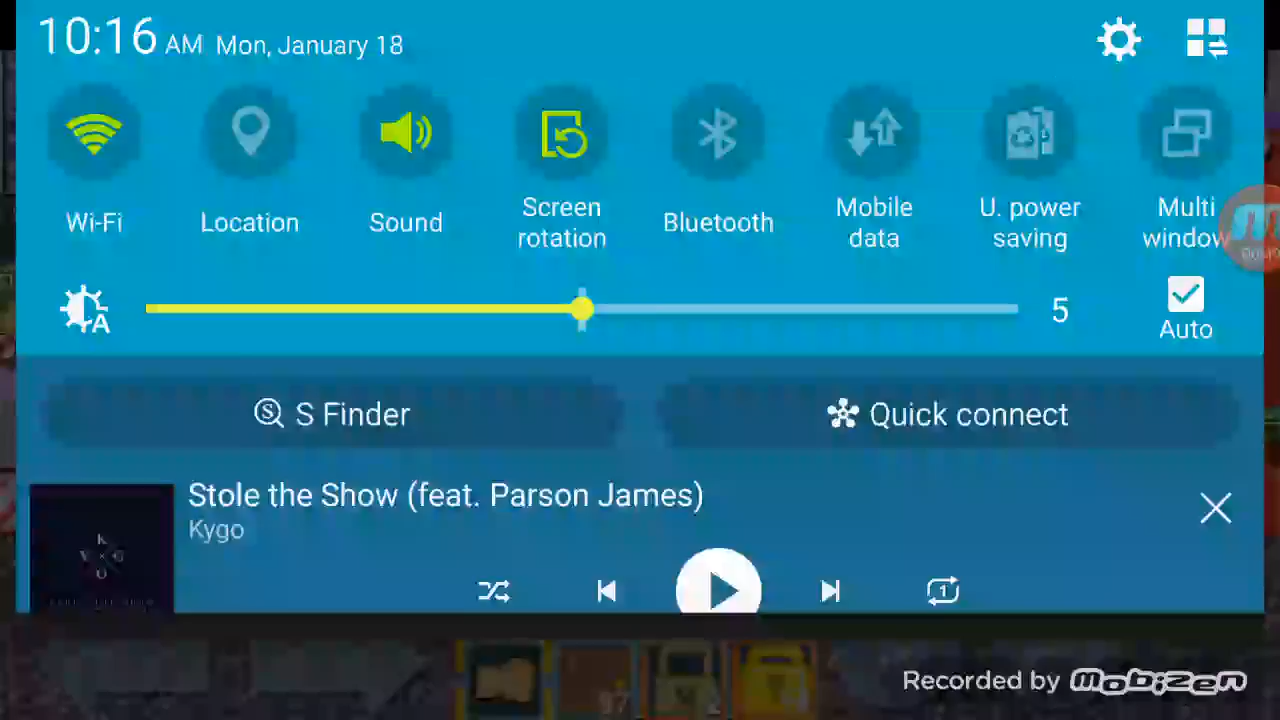 10:16 AM Mon, January 18
Wi-Fi
Location
Sound
Screen
rotation
Bluetooth
Mobile
data
U. power
saving
Multi
window
A
5
Auto
S Finder
Quick connect
Stole the Show (feat. Parson James)
Kygo
K
Y X G
O
1
Recorded by mobizen